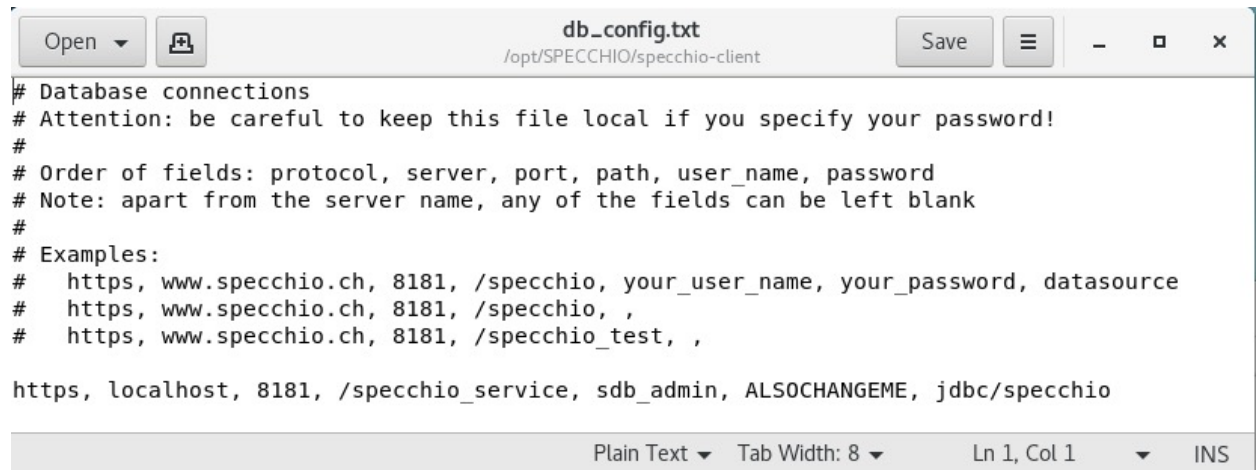 Open
db_config.txt
/opt/SPECCHIO/specchio-client
Save
# Database connections
# Attention: be careful to keep this file local if you specify your password!
#
# Order of fields: protocol, server, port, path, user_name, password
# Note: apart from the server name, any of the fields can be left blank
#
# Examples:
#   https, www.specchio.ch, 8181, /specchio, your_user_name, your_password, datasource
#   https, www.specchio.ch, 8181, /specchio, ,
#   https, www.specchio.ch, 8181, /specchio_test, ,
https, localhost, 8181, /specchio_service, sdb_admin, ALSOCHANGEME, jdbc/specchio
Plain Text Tab Width: 8 Ln 1, Col 1 INS